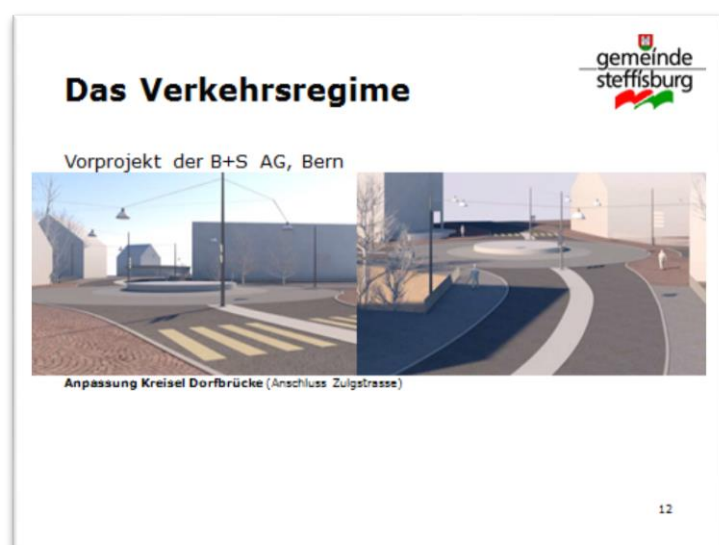 gemeinde
steffisburg
Das Verkehrsregime
Vorprojekt der B+S AG, Bern
Anpassung Kreisel Dorfbrücke (Anschluss Zulgstrasse)
12